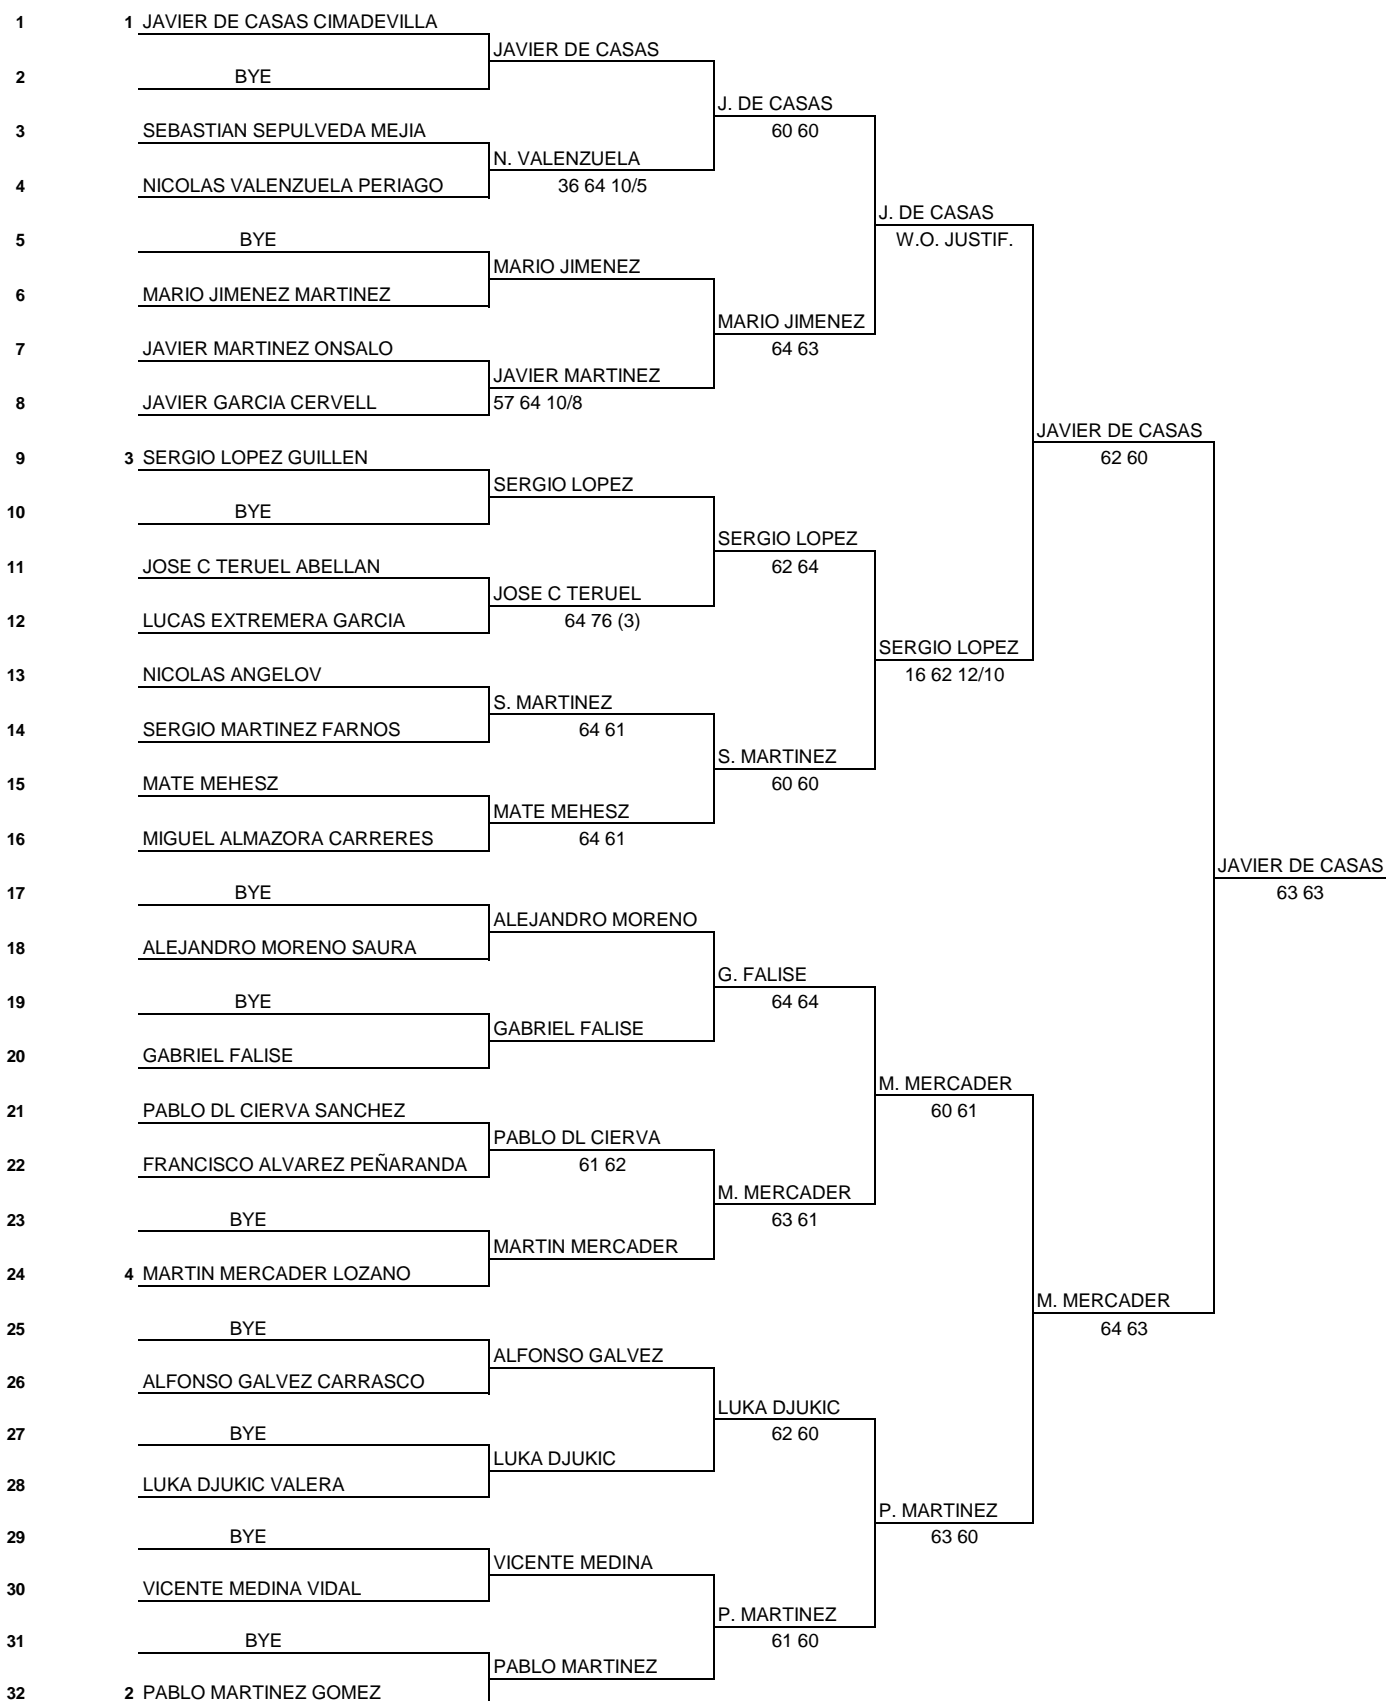 1 1 JAVIER DE CASAS CIMADEVILLA
JAVIER DE CASAS
2 BYE
J. DE CASAS
3 SEBASTIAN SEPULVEDA MEJIA 60 60
N. VALENZUELA
4 NICOLAS VALENZUELA PERIAGO 36 64 10/5
J. DE CASAS
5 BYE W.O. JUSTIF.
MARIO JIMENEZ
6 MARIO JIMENEZ MARTINEZ
MARIO JIMENEZ
7 JAVIER MARTINEZ ONSALO 64 63
JAVIER MARTINEZ
8 JAVIER GARCIA CERVELL 57 64 10/8
JAVIER DE CASAS
9 3 SERGIO LOPEZ GUILLEN 62 60
SERGIO LOPEZ
10 BYE
SERGIO LOPEZ
11 JOSE C TERUEL ABELLAN 62 64
JOSE C TERUEL
12 LUCAS EXTREMERA GARCIA 64 76 (3)
SERGIO LOPEZ
13 NICOLAS ANGELOV 16 62 12/10
S. MARTINEZ
14 SERGIO MARTINEZ FARNOS 64 61
S. MARTINEZ
15 MATE MEHESZ 60 60
MATE MEHESZ
16 MIGUEL ALMAZORA CARRERES 64 61
JAVIER DE CASAS
17 BYE 63 63
ALEJANDRO MORENO
18 ALEJANDRO MORENO SAURA
G. FALISE
19 BYE 64 64
GABRIEL FALISE
20 GABRIEL FALISE
M. MERCADER
21 PABLO DL CIERVA SANCHEZ 60 61
PABLO DL CIERVA
22 FRANCISCO ALVAREZ PEÑARANDA 61 62
M. MERCADER
23 BYE 63 61
MARTIN MERCADER
24 4 MARTIN MERCADER LOZANO
M. MERCADER
25 BYE 64 63
ALFONSO GALVEZ
26 ALFONSO GALVEZ CARRASCO
LUKA DJUKIC
27 BYE 62 60
LUKA DJUKIC
28 LUKA DJUKIC VALERA
P. MARTINEZ
29 BYE 63 60
VICENTE MEDINA
30 VICENTE MEDINA VIDAL
P. MARTINEZ
31 BYE 61 60
PABLO MARTINEZ
32 2 PABLO MARTINEZ GOMEZ